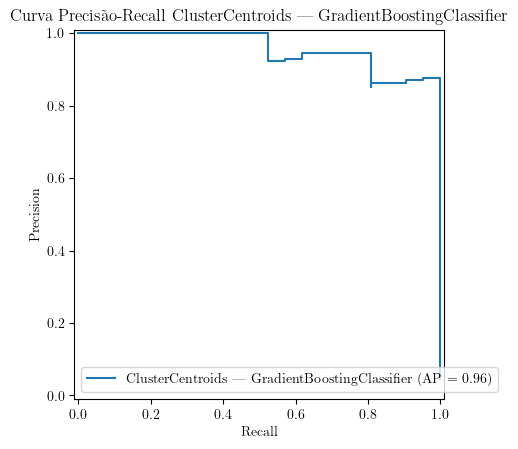 Curva Precisão-Recall ClusterCentroids — GradientBoostingClassifier
1.0
0.8
0.6
0.4
0.2
0.0
Precision
ClusterCentroids — GradientBoostingClassifier (AP = 0.96)
0.0 0.2 0.4 0.6 0.8 1.0
Recall